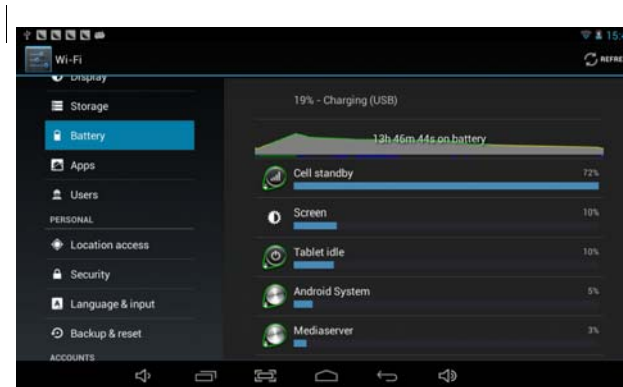 15:4
Wi-Fi
REFRE
Display
Storage
Battery
Apps
Users
PERSONAL
Location access
Security
Language & input
Backup & reset
ACCOUNTS
19% - Charging (USB)
13h 46m 44s on battery
Cell standby
72%
Screen
10%
Tablet idle
10%
Android System
5%
Mediaserver
3%